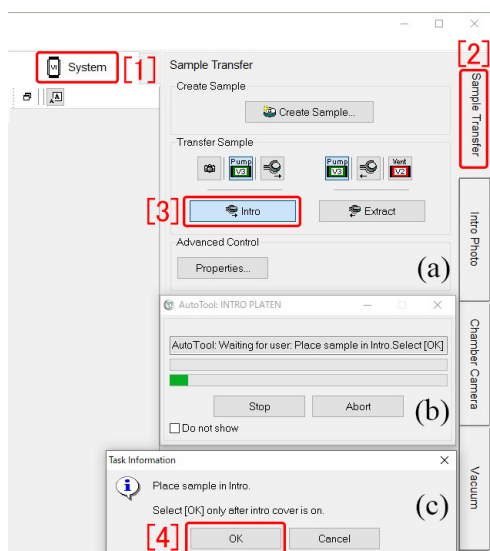 System
[1]
[2]
Sample Transfer
Sample Transfer
Create Sample
Create Sample...
Transfer Sample
Pump
V3
Pump
V3
Vent
V2
[3]
Intro
Extract
Intro Photo
Advanced Control
Properties...
(a)
AutoTool: INTRO PLATEN
AutoTool: Waiting for user: Place sample in Intro.Select [OK]
Stop
Abort
(b)
Do not show
Chamber Camera
Task Information
Place sample in Intro.
Select [OK] only after intro cover is on.
(c)
[4]
OK
Cancel
Vacuum